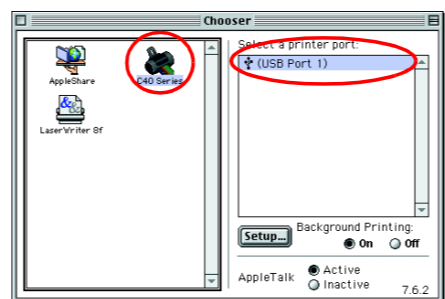 Chooser
AppleShare
C40 Series
LaserWriter 8f
Select a printer port:
(USB Port 1)
Setup...
Background Printing:
On Off
AppleTalk
Active
Inactive
7.6.2